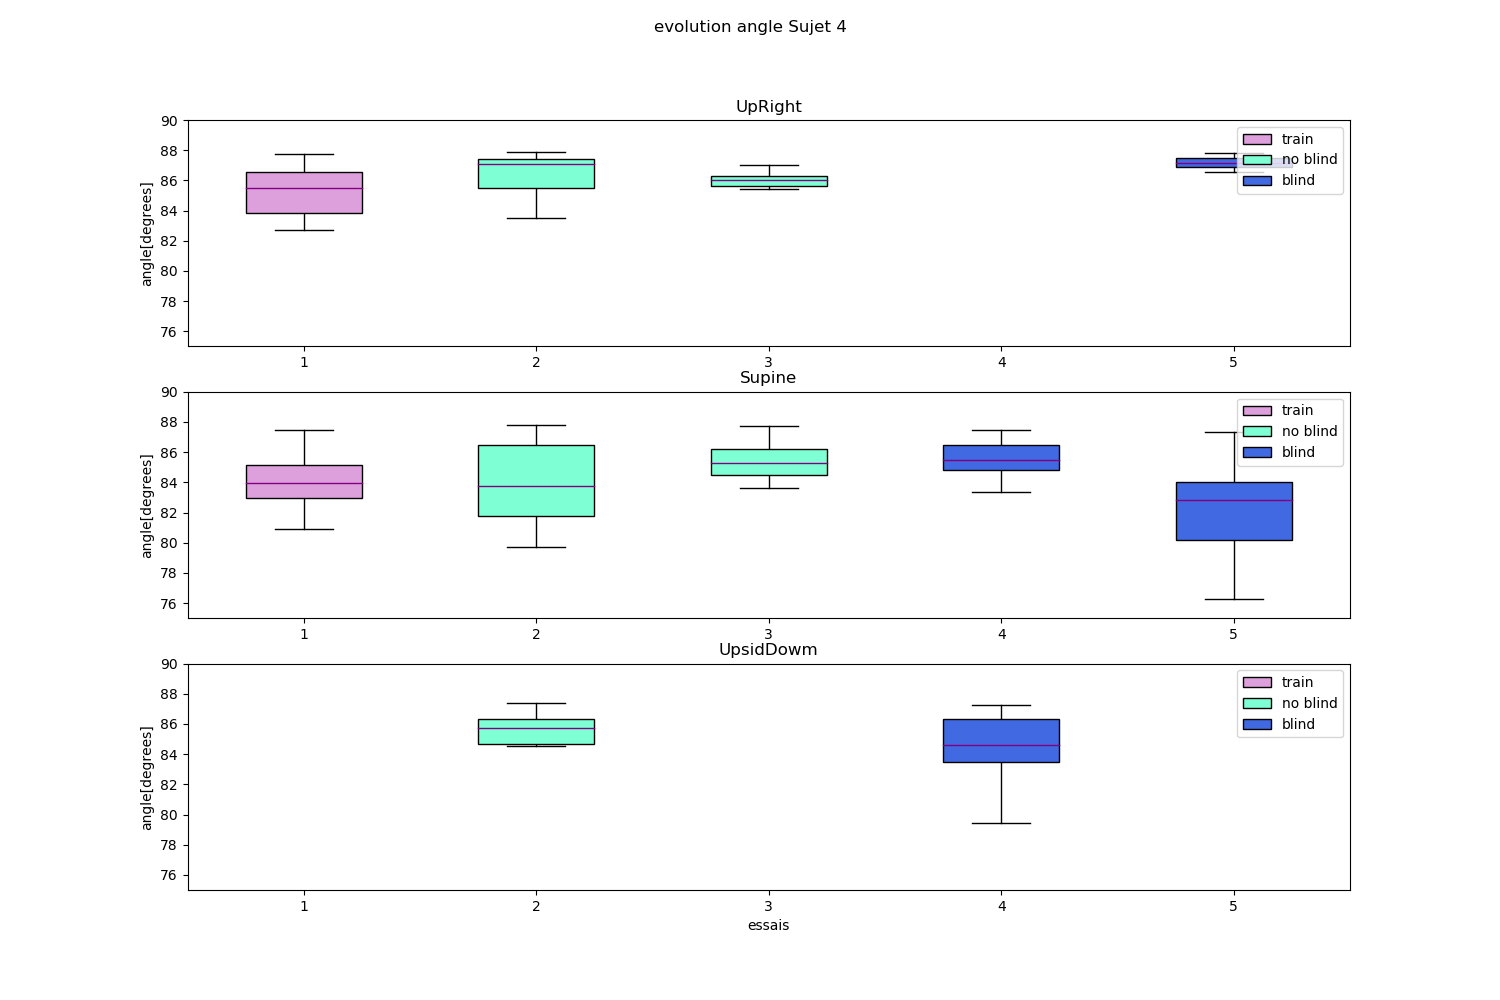 evolution angle Sujet 4
UpRight
90
88
86
84
82
80
78
76
angle[degrees]
train
no blind
blind
1 2 3 4 5
Supine
90
88
86
84
82
80
78
76
angle[degrees]
train
no blind
blind
1 2 3 4 5
UpsidDowm
90
88
86
84
82
80
78
76
angle[degrees]
train
no blind
blind
1 2 3 4 5
essais